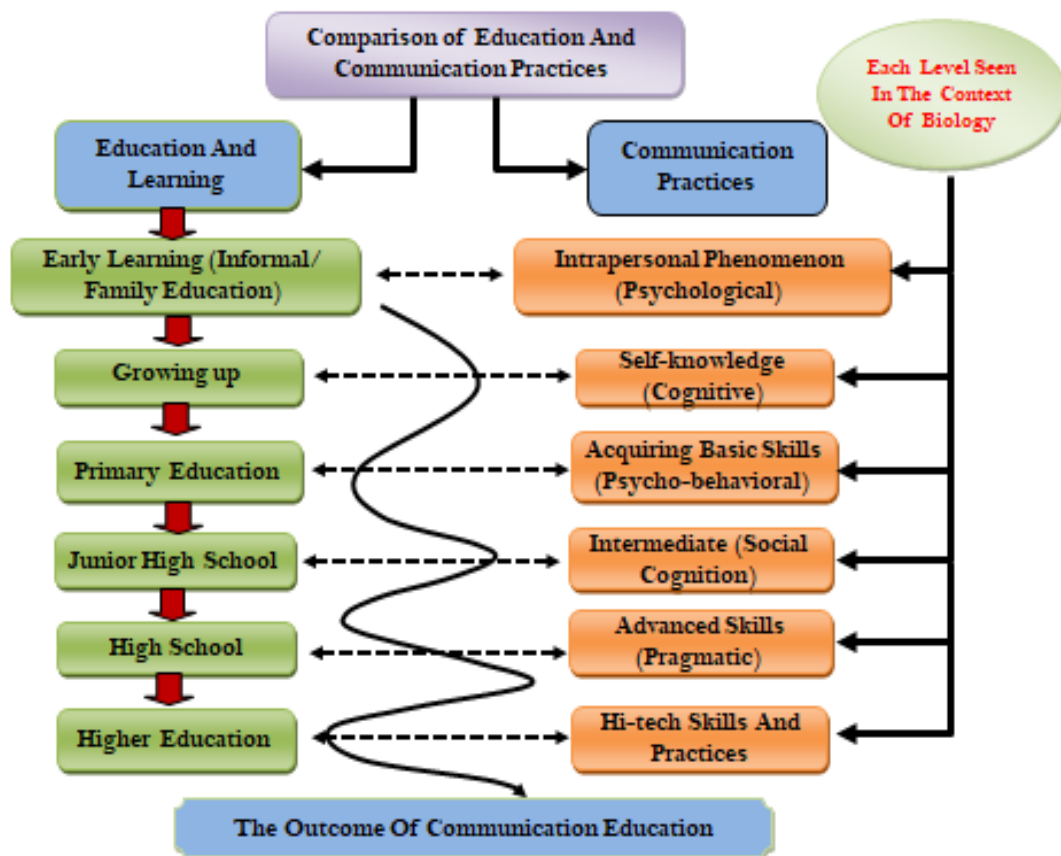 Comparison of Education And
Communication Practices
Each Level Seen
In The Context
Of Biology
Education And
Learning
Communication
Practices
Early Learning (Informal/
Family Education)
Intrapersonal Phenomenon
(Psychological)
Growing up
Self-knowledge
(Cognitive)
Primary Education
Acquiring Basic Skills
(Psycho-behavioral)
Junior High School
Intermediate (Social
Cognition)
High School
Advanced Skills
(Pragmatic)
Higher Education
Hi-tech Skills And
Practices
The Outcome Of Communication Education